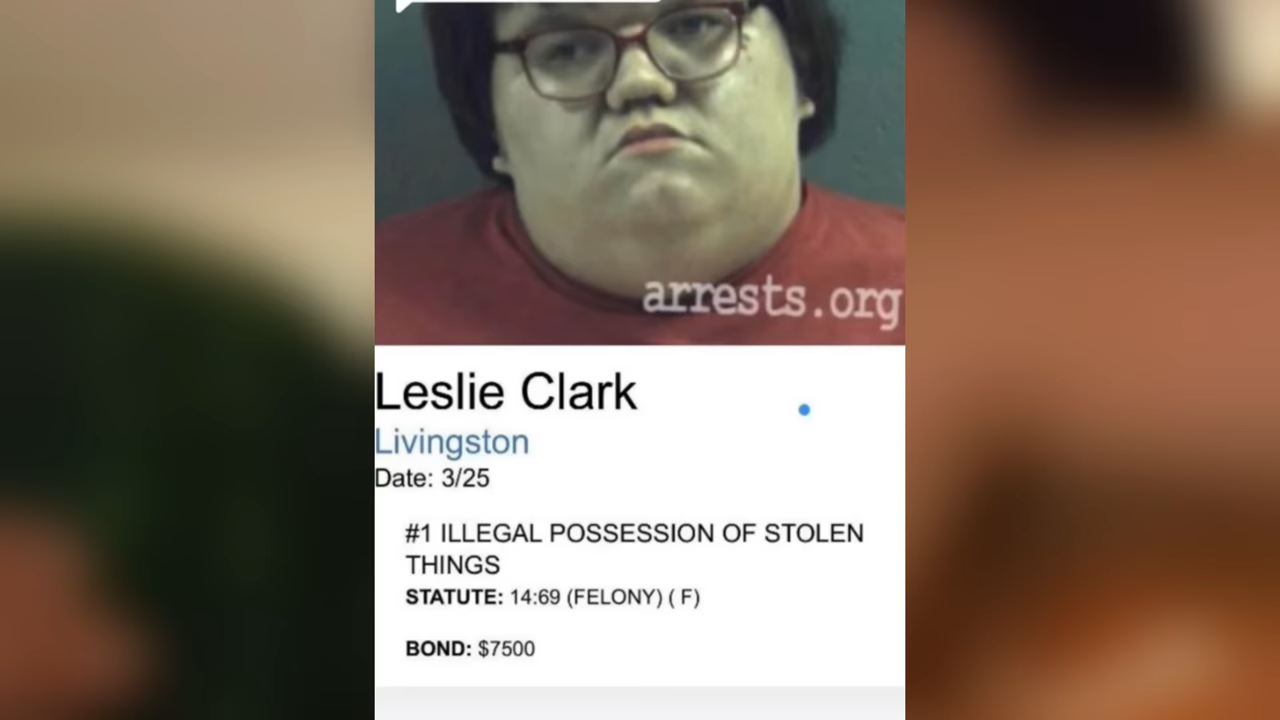 arrests.org
Leslie Clark
Livingston
Date: 3/25
#1 ILLEGAL POSSESSION OF STOLEN
THINGS
STATUTE: 14:69 (FELONY) ( F)
BOND: $7500